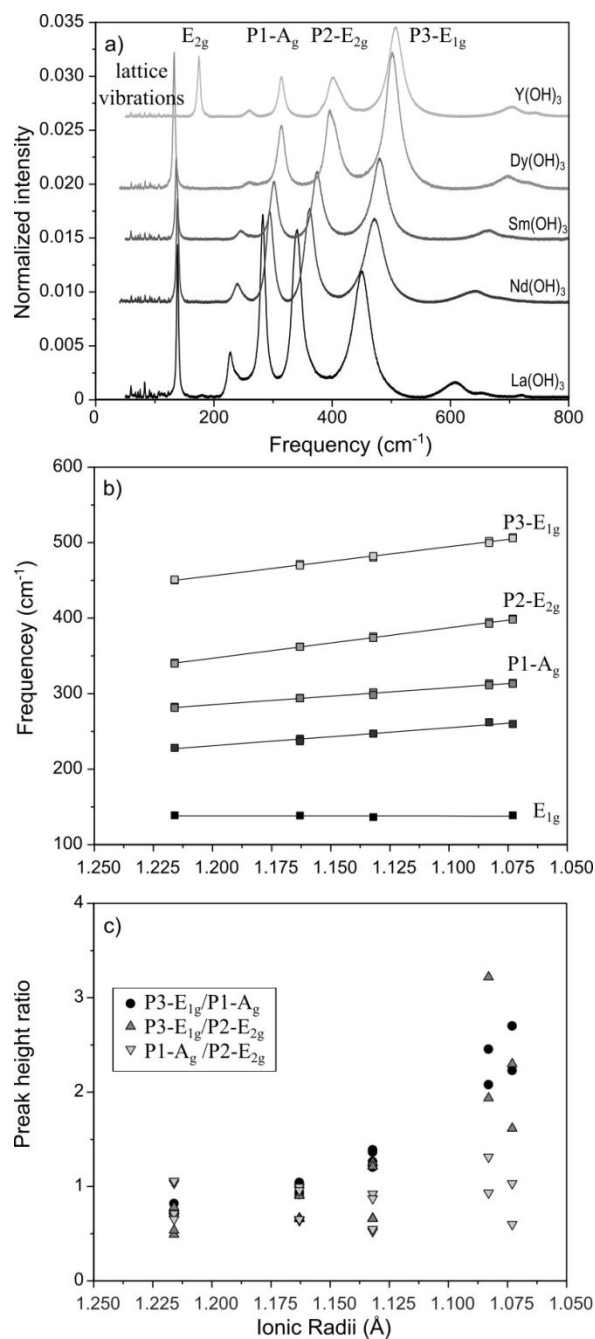 a)
E2g P1-Ag P2-E2g P3-E1g
lattice
vibrations
Y(OH)3
Dy(OH)3
Sm(OH)3
Nd(OH)3
La(OH)3
Normalized intensity
0.035
0.030
0.025
0.020
0.015
0.010
0.005
0
0 200 400 600 800
Frequency (cm-1)
b)
P3-E1g
P2-E2g
P1-Ag
E1g
Frequencey (cm-1)
600
500
400
300
200
100
1.250 1.225 1.200 1.175 1.150 1.125 1.100 1.075 1.050
c)
P3-E1g/P1-Ag
P3-E1g/P2-E2g
P1-Ag /P2-E2g
Preak height ratio
4
3
2
1
0
1.250 1.225 1.200 1.175 1.150 1.125 1.100 1.075 1.050
Ionic Radii (Å)